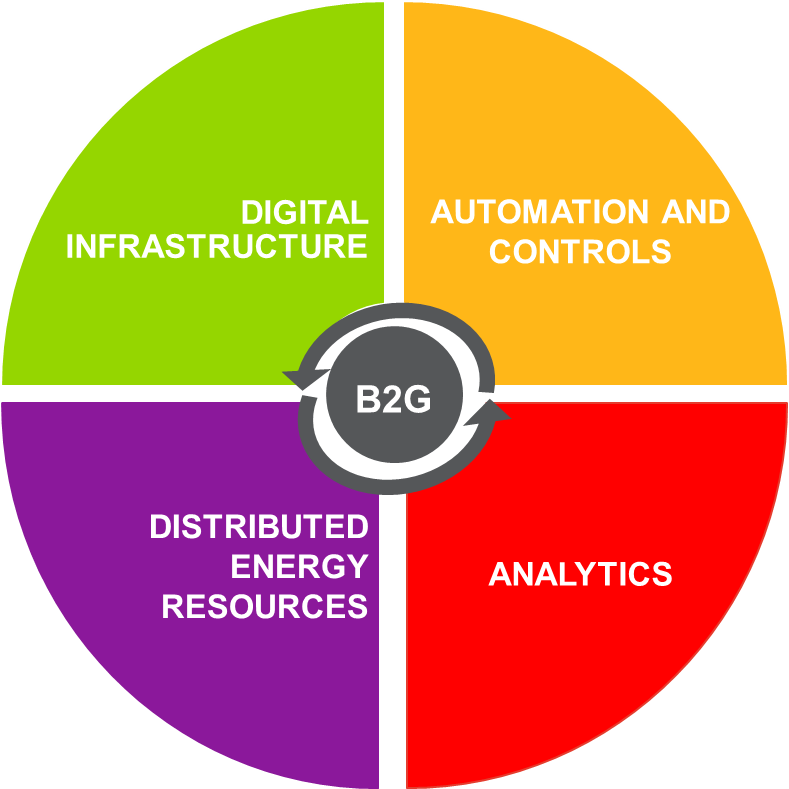 DIGITAL
INFRASTRUCTURE
AUTOMATION AND
CONTROLS
B2G
DISTRIBUTED
ENERGY
RESOURCES
ANALYTICS